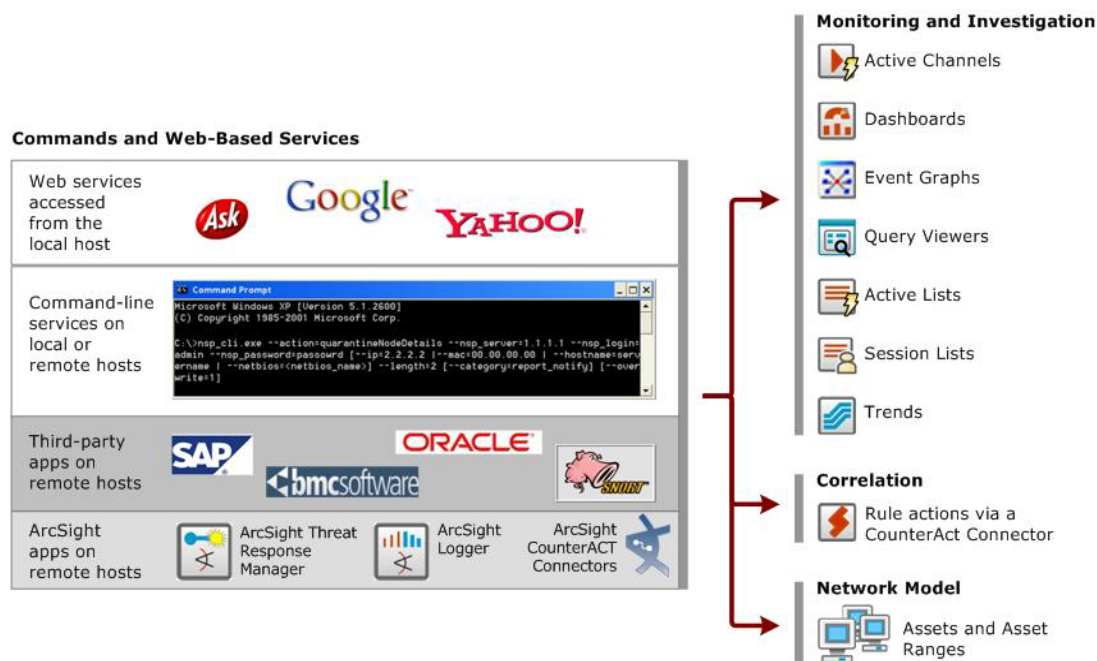 Commands and Web-Based Services
Web services
accessed
from the
local host
Ask
Google
YAHOO!
Command-line
services on
local or
remote hosts
Command Prompt
Microsoft Windows XP [Version 5.1.2600]
(C) Copyright 1985-2001 Microsoft Corp.
C:\>nsp_cli.exe --action=quarantineNodeDetails --nsp_server=1.1.1.1 --nsp_login=
admin --nsp_password=passowrd [--ip=2.2.2.2 |--mac=00.00.00.00 | --hostname=serv
ername | --netbios=<netbios_name>] --length=2 [--category=report_notify] [--over
write=1]
Third-party
apps on
remote hosts
SAP
bmcsoftware
ORACLE
SNORT
ArcSight
apps on
remote hosts
ArcSight Threat
Response
Manager
ArcSight
Logger
ArcSight
CounterACT
Connectors
Monitoring and Investigation
Active Channels
Dashboards
Event Graphs
Query Viewers
Active Lists
Session Lists
Trends
Correlation
Rule actions via a
CounterAct Connector
Network Model
Assets and Asset
Ranges